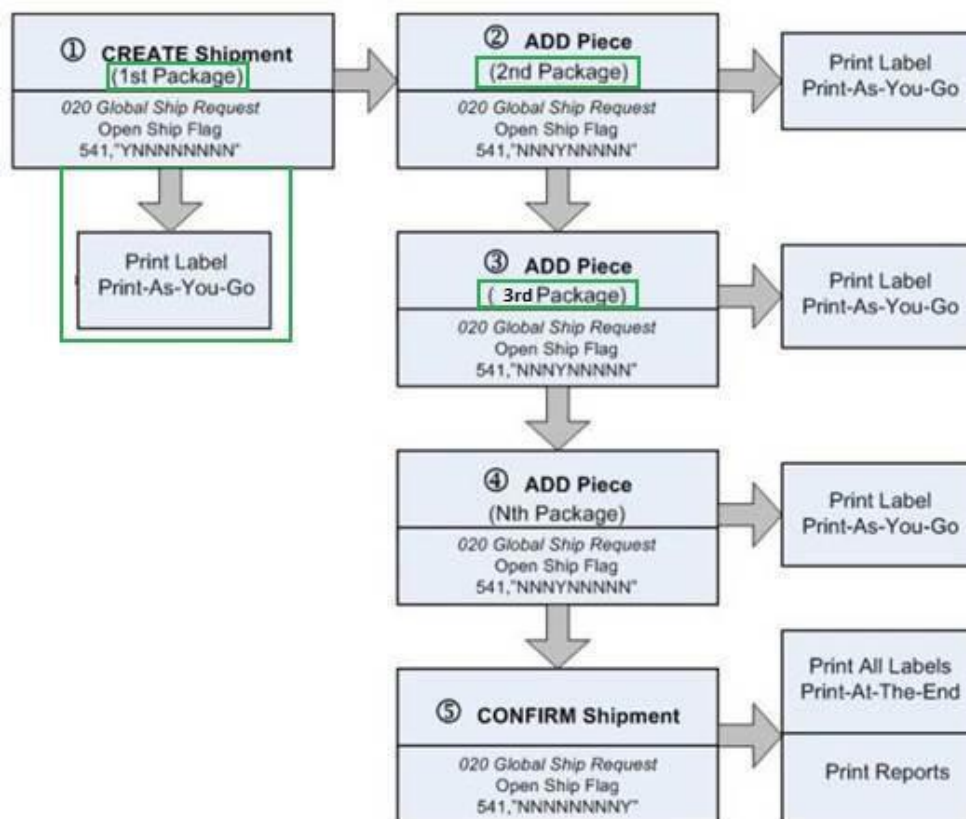 ① CREATE Shipment
(1st Package)
020 Global Ship Request
Open Ship Flag
541,"YNNNNNNNN"
Print Label
Print-As-You-Go
② ADD Piece
(2nd Package)
020 Global Ship Request
Open Ship Flag
541,"NNNYNNNNN"
Print Label
Print-As-You-Go
③ ADD Piece
( 3rd Package)
020 Global Ship Request
Open Ship Flag
541,"NNNYNNNNN"
Print Label
Print-As-You-Go
④ ADD Piece
(Nth Package)
020 Global Ship Request
Open Ship Flag
541,"NNNYNNNNN"
Print Label
Print-As-You-Go
⑤ CONFIRM Shipment
020 Global Ship Request
Open Ship Flag
541,"NNNNNNNNY"
Print All Labels
Print-At-The-End
Print Reports